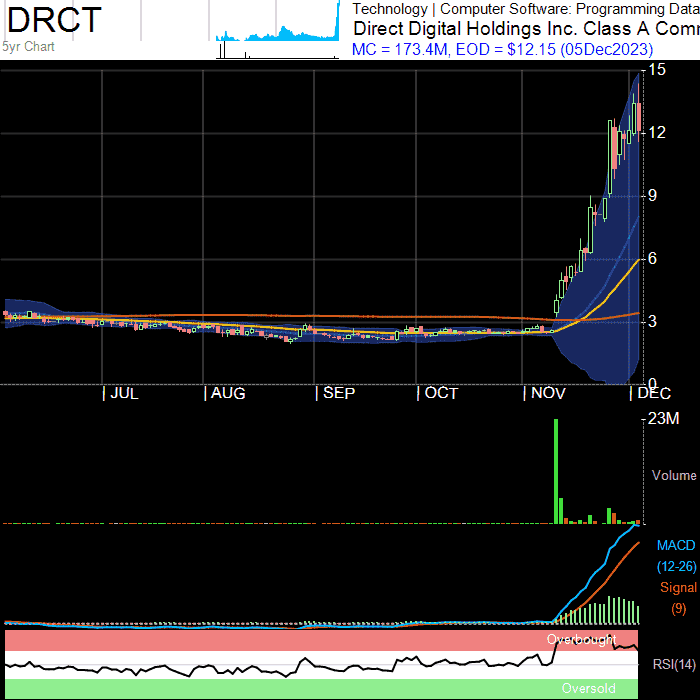 DRCT
5yr Chart
Technology | Computer Software: Programming Data
Direct Digital Holdings Inc. Class A Com
MC = 173.4M, EOD = $12.15 (05Dec2023)
15
12
9
6
3
0
JUL AUG SEP OCT NOV DEC
23M
Volume
MACD
(12-26)
Signal
(9)
Overbought
RSI(14)
Oversold